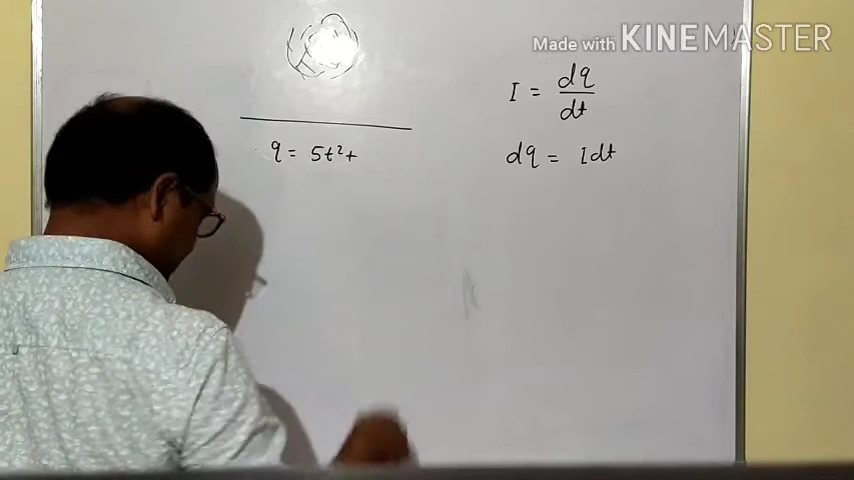 Made with KINEMASTER
I = dq/dt
q = 5t²+
dq = Idt